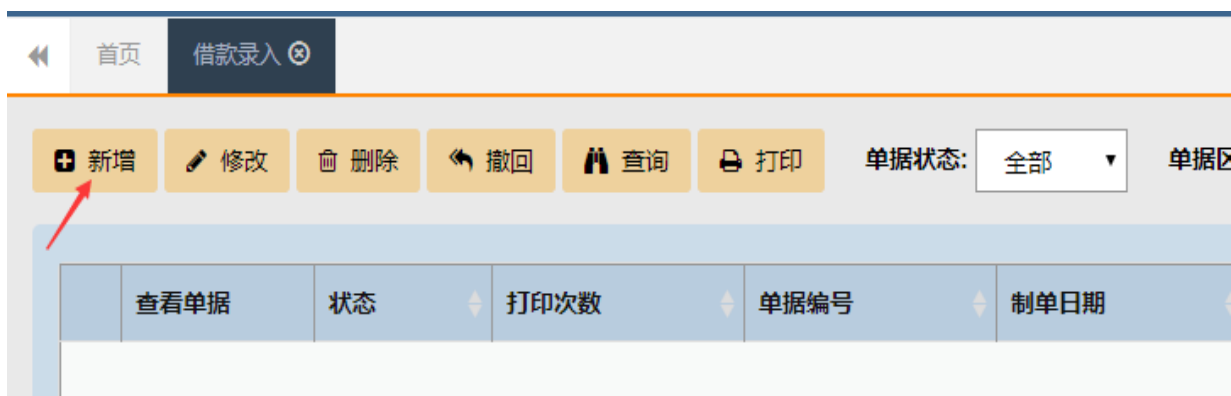 首页 借款录入
新增 修改 删除 撤回 查询 打印 单据状态: 全部 单据区
查看单据 状态 打印次数 单据编号 制单日期